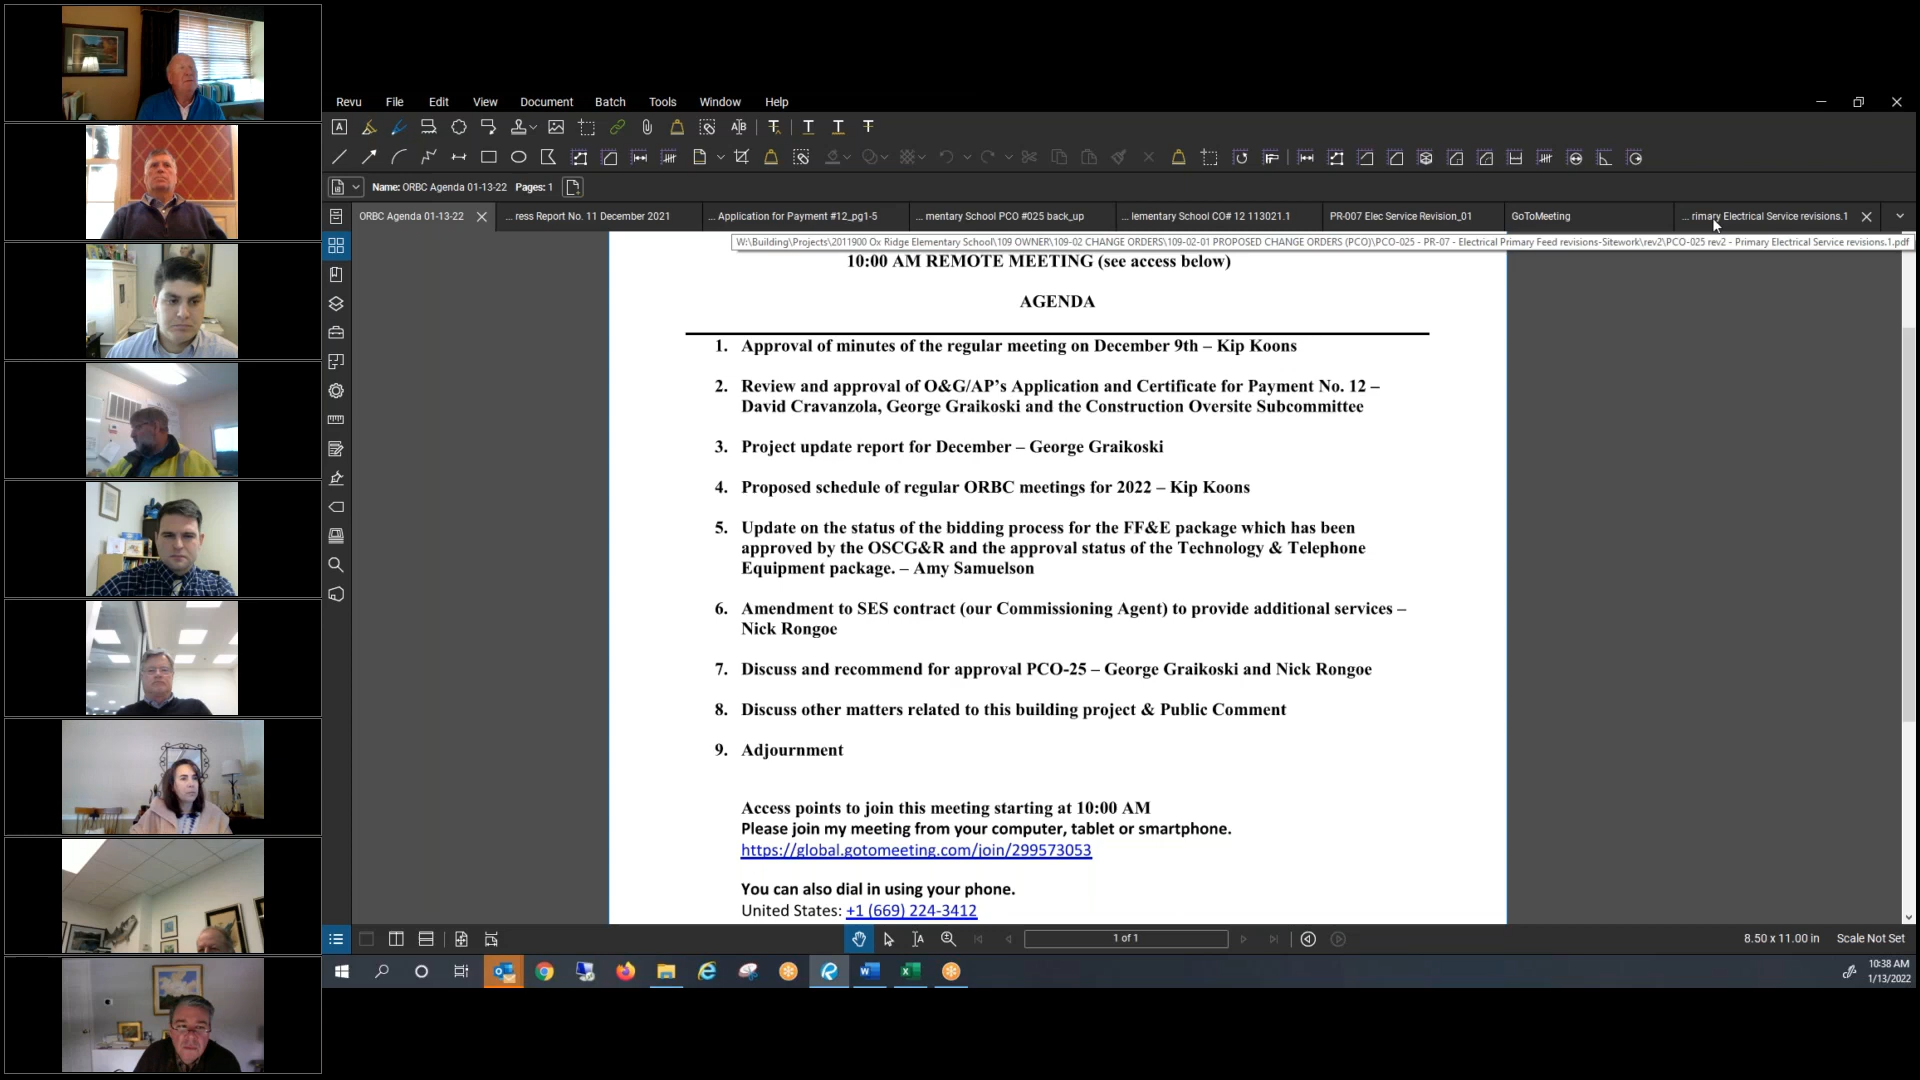 Revu File Edit View Document Batch Tools Window Help
Name: ORBC Agenda 01-13-22 Pages: 1
ORBC Agenda 01-13-22 ... ress Report No. 11 December 2021 ... Application for Payment #12_pg1-5 ... mentary School PCO #025 back_up ... lementary School CO# 12 113021.1 PR-007 Elec Service Revision_01 GoToMeeting ... rimary Electrical Service revisions.1
W:\Building\Projects\2011900 Ox Ridge Elementary School\109 OWNER\109-02 CHANGE ORDERS\109-02-01 PROPOSED CHANGE ORDERS (PCO)\PCO-025 - PR-07 - Electrical Primary Feed revisions-Sitework\rev2\PCO-025 rev2 - Primary Electrical Service revisions.1.pdf
10:00 AM REMOTE MEETING (see access below)
AGENDA
1. Approval of minutes of the regular meeting on December 9th – Kip Koons
2. Review and approval of O&G/AP's Application and Certificate for Payment No. 12 –
David Cravanzola, George Graikoski and the Construction Oversite Subcommittee
3. Project update report for December – George Graikoski
4. Proposed schedule of regular ORBC meetings for 2022 – Kip Koons
5. Update on the status of the bidding process for the FF&E package which has been
approved by the OSCG&R and the approval status of the Technology & Telephone
Equipment package. – Amy Samuelson
6. Amendment to SES contract (our Commissioning Agent) to provide additional services –
Nick Rongoe
7. Discuss and recommend for approval PCO-25 – George Graikoski and Nick Rongoe
8. Discuss other matters related to this building project & Public Comment
9. Adjournment
Access points to join this meeting starting at 10:00 AM
Please join my meeting from your computer, tablet or smartphone.
https://global.gotomeeting.com/join/299573053
You can also dial in using your phone.
United States: +1 (669) 224-3412
1 of 1 8.50 x 11.00 in Scale Not Set
10:38 AM
1/13/2022